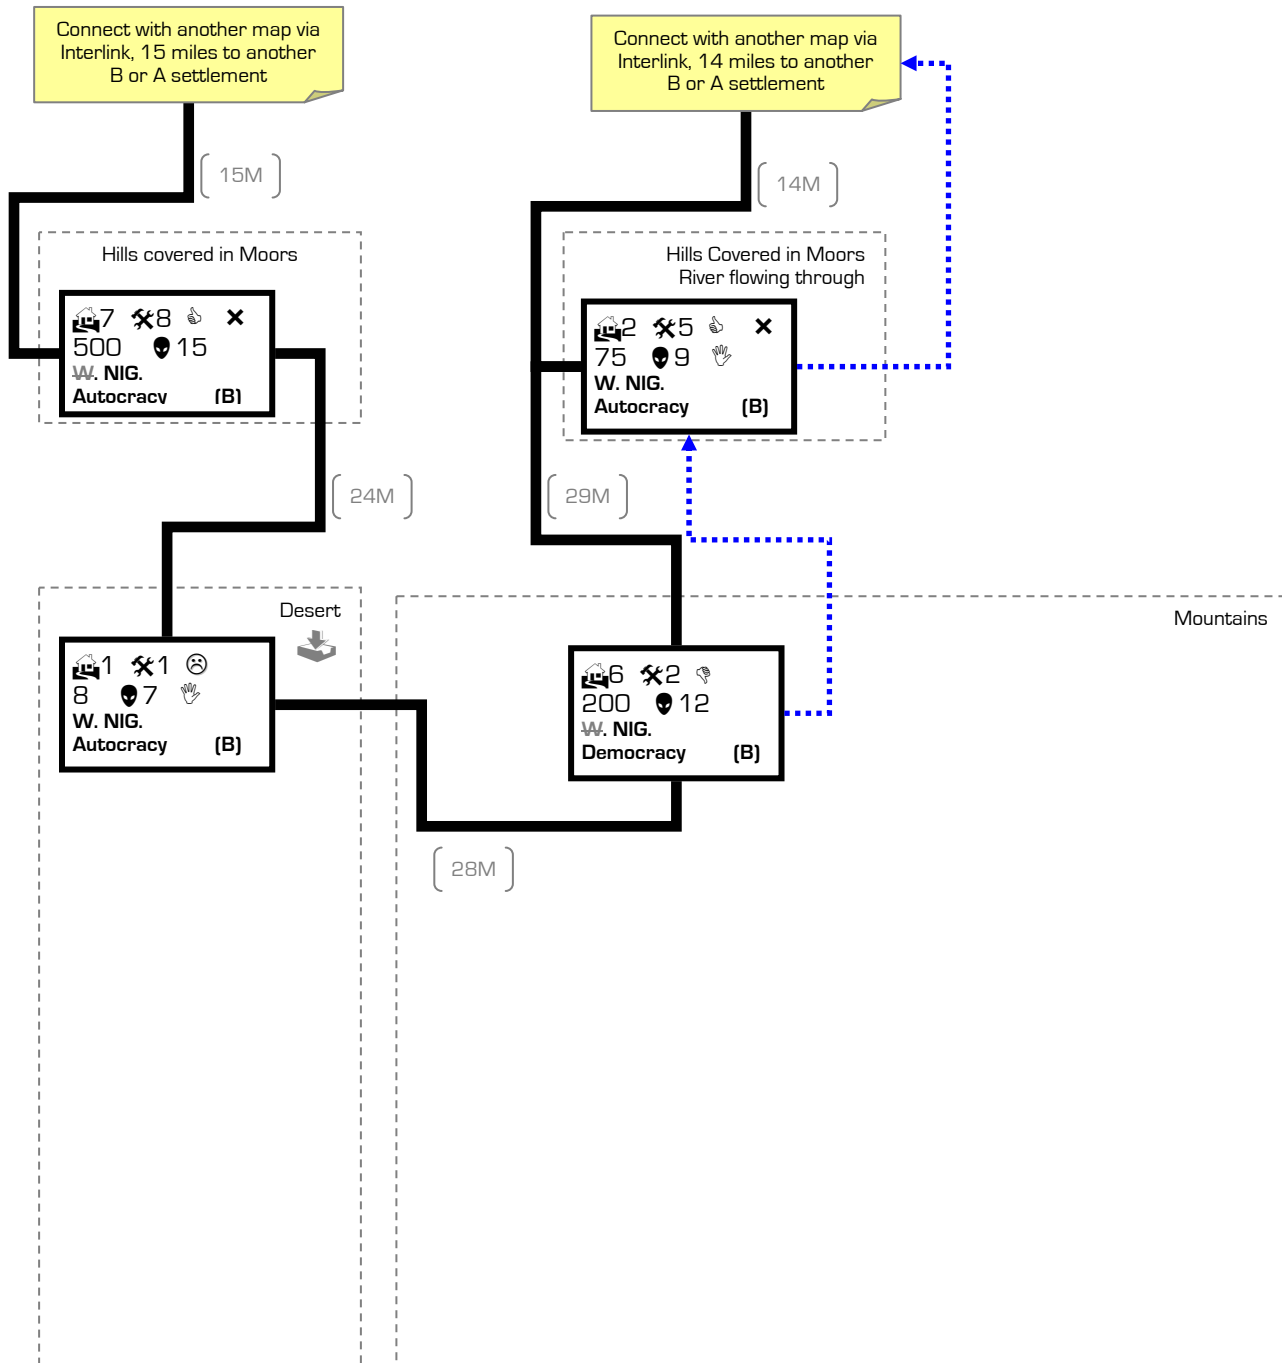 Connect with another map via
Interlink, 15 miles to another
B or A settlement
Connect with another map via
Interlink, 14 miles to another
B or A settlement
15M
14M
Hills covered in Moors
Hills Covered in Moors
River flowing through
7 8
500 15
W. NIG.
Autocracy (B)
2 5
75 9
W. NIG.
Autocracy (B)
24M
29M
Desert
Mountains
1 1
8 7
W. NIG.
Autocracy (B)
6 2
200 12
W. NIG.
Democracy (B)
28M